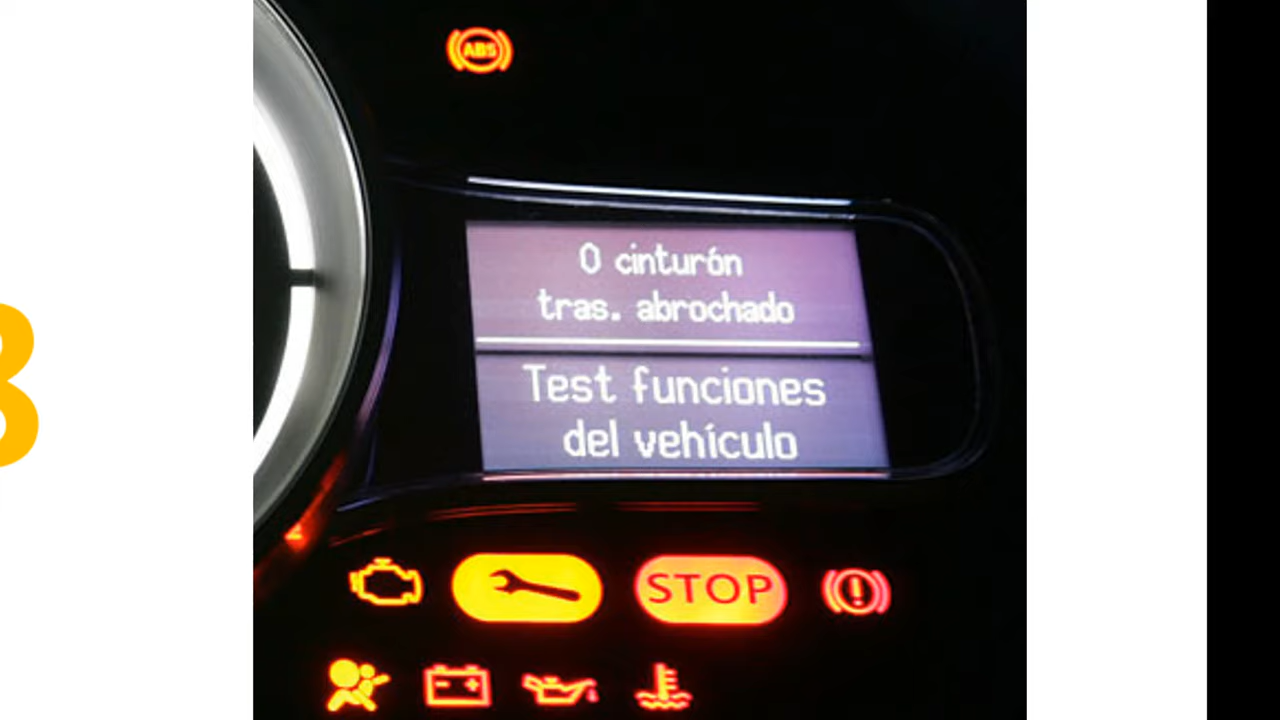 ABS
0 cinturón
tras. abrochado
Test funciones
del vehículo
STOP